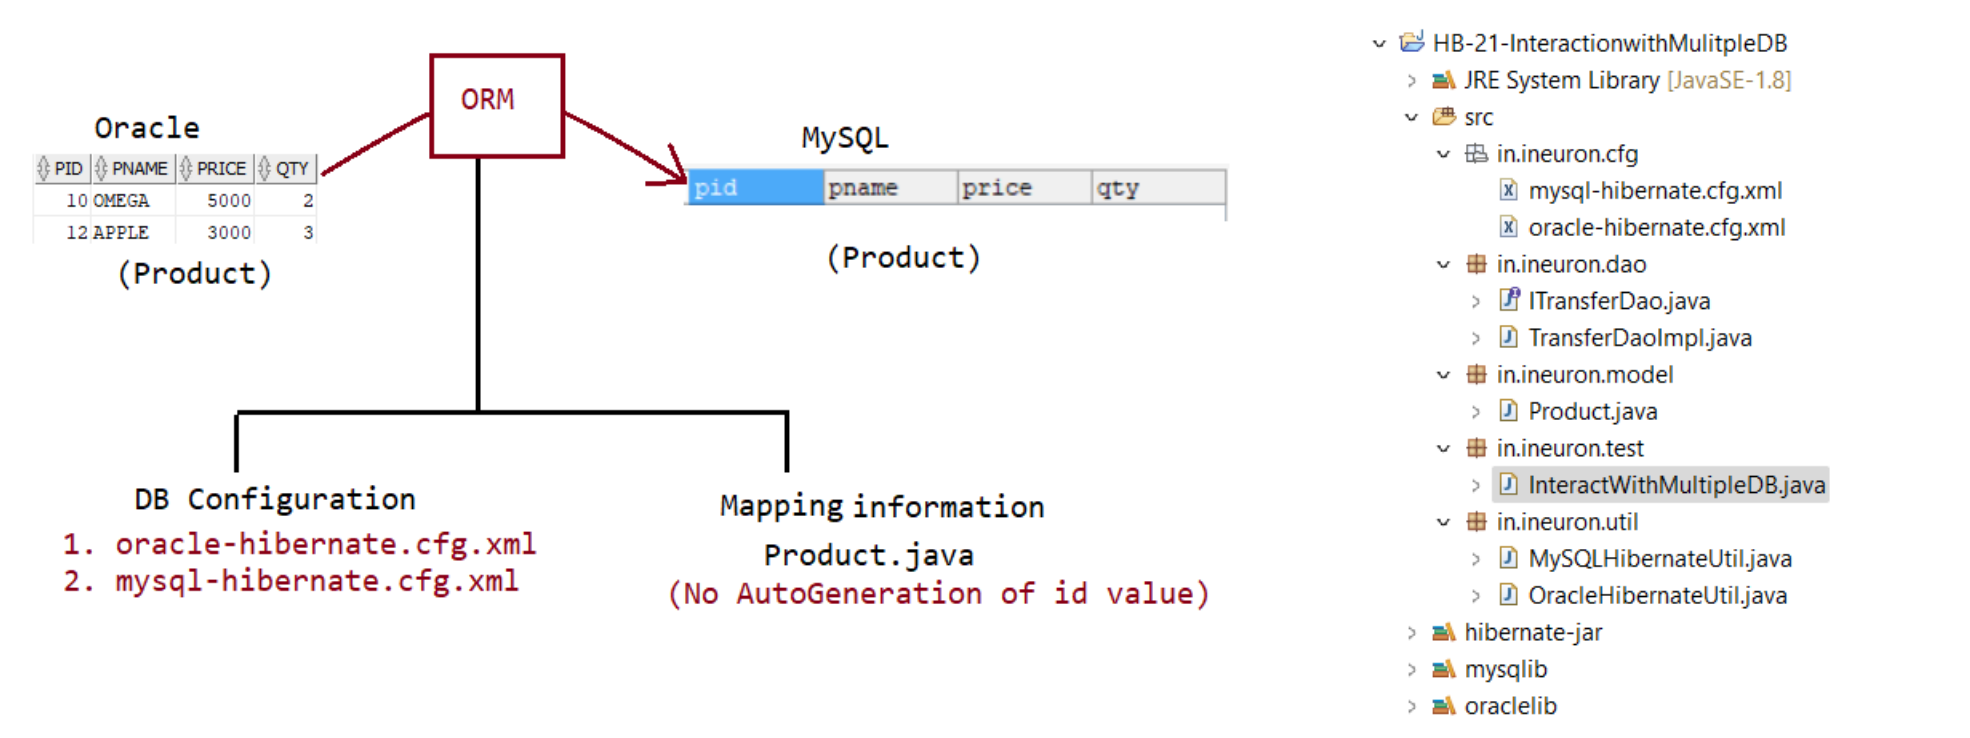 ORM
Oracle
PID PNAME PRICE QTY
10 OMEGA 5000 2
12 APPLE 3000 3
(Product)
MySQL
pid pname price qty
(Product)
DB Configuration
1. oracle-hibernate.cfg.xml
2. mysql-hibernate.cfg.xml
Mapping information
Product.java
(No AutoGeneration of id value)
HB-21-InteractionwithMulitpleDB
JRE System Library [JavaSE-1.8]
src
in.ineuron.cfg
mysql-hibernate.cfg.xml
oracle-hibernate.cfg.xml
in.ineuron.dao
ITransferDao.java
TransferDaoImpl.java
in.ineuron.model
Product.java
in.ineuron.test
InteractWithMultipleDB.java
in.ineuron.util
MySQLHibernateUtil.java
OracleHibernateUtil.java
hibernate-jar
mysqlib
oraclelib